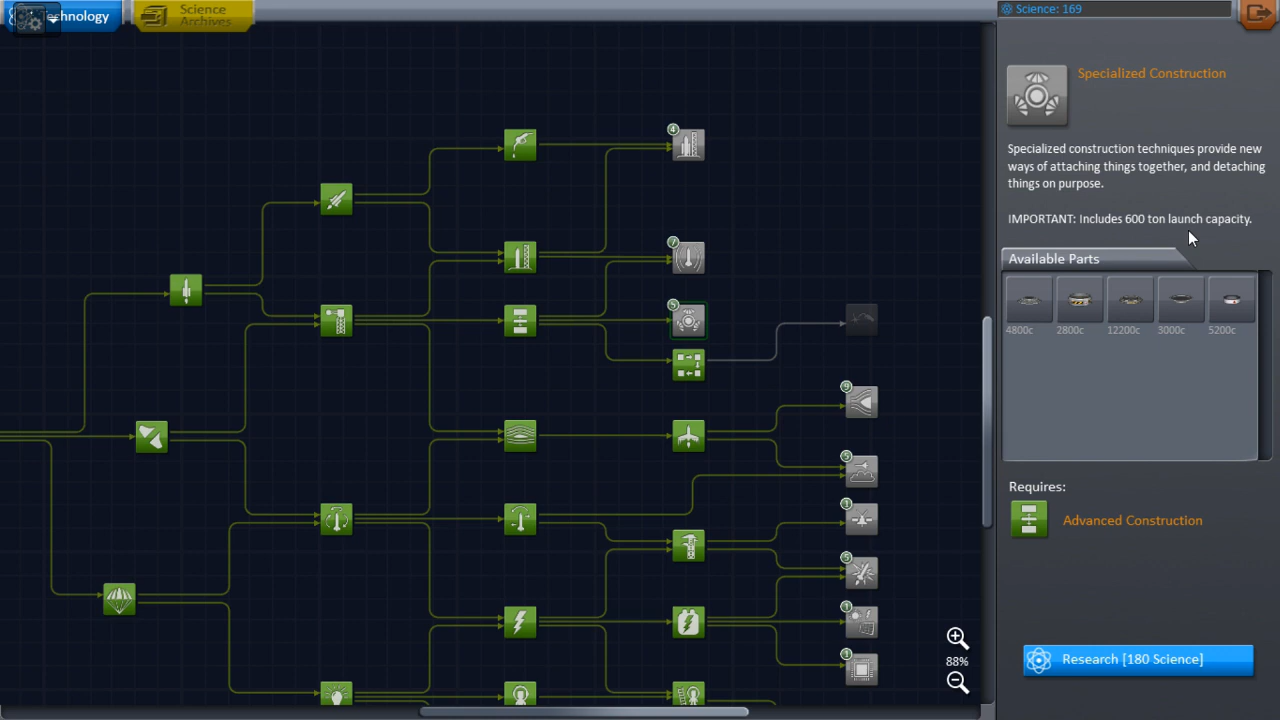 Technology
Science
Archives
Science: 169
Specialized Construction
Specialized construction techniques provide new
ways of attaching things together, and detaching
things on purpose.
IMPORTANT: Includes 600 ton launch capacity.
Available Parts
4800c
2800c
12200c
3000c
5200c
Requires:
Advanced Construction
Research [180 Science]
4
7
5
9
5
1
5
1
1
88%